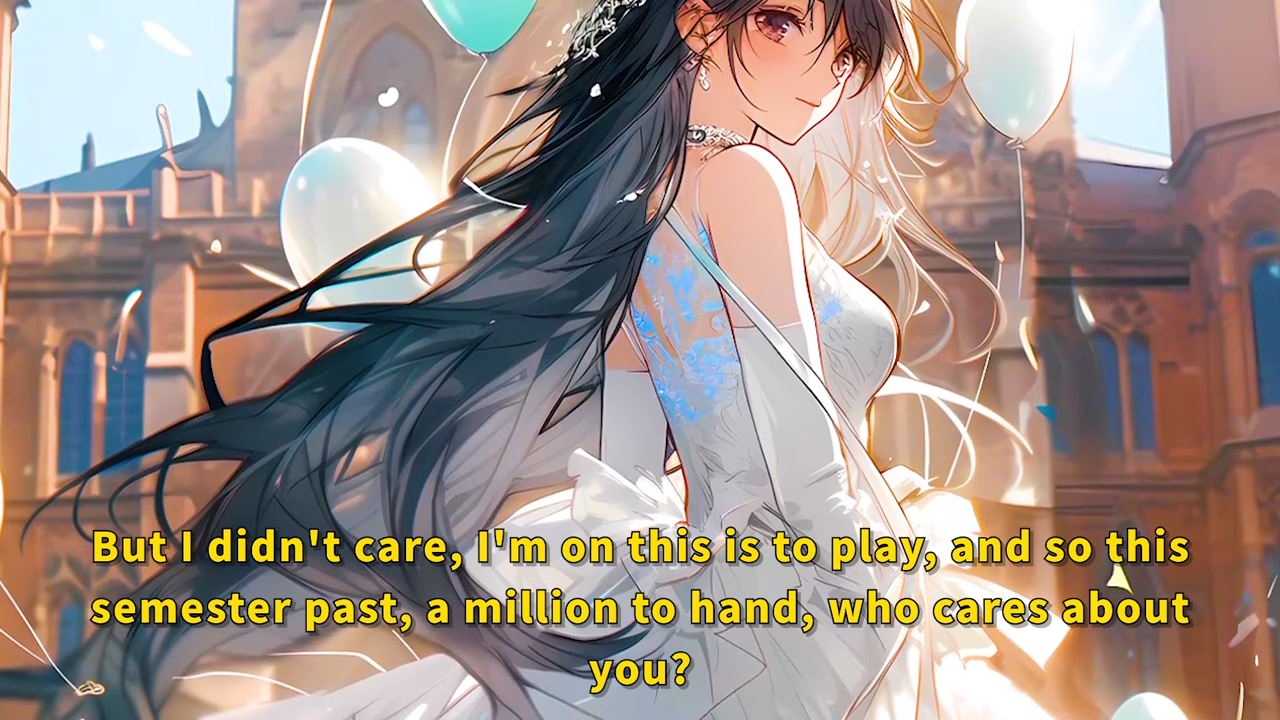 But I didn't care, I'm on this is to play, and so this
semester past, a million to hand, who cares about
you?